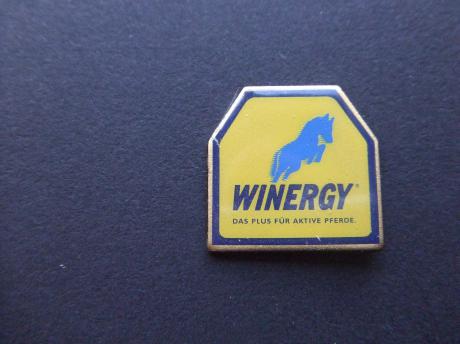 WINERGY®
DAS PLUS FÜR AKTIVE PFERDE.